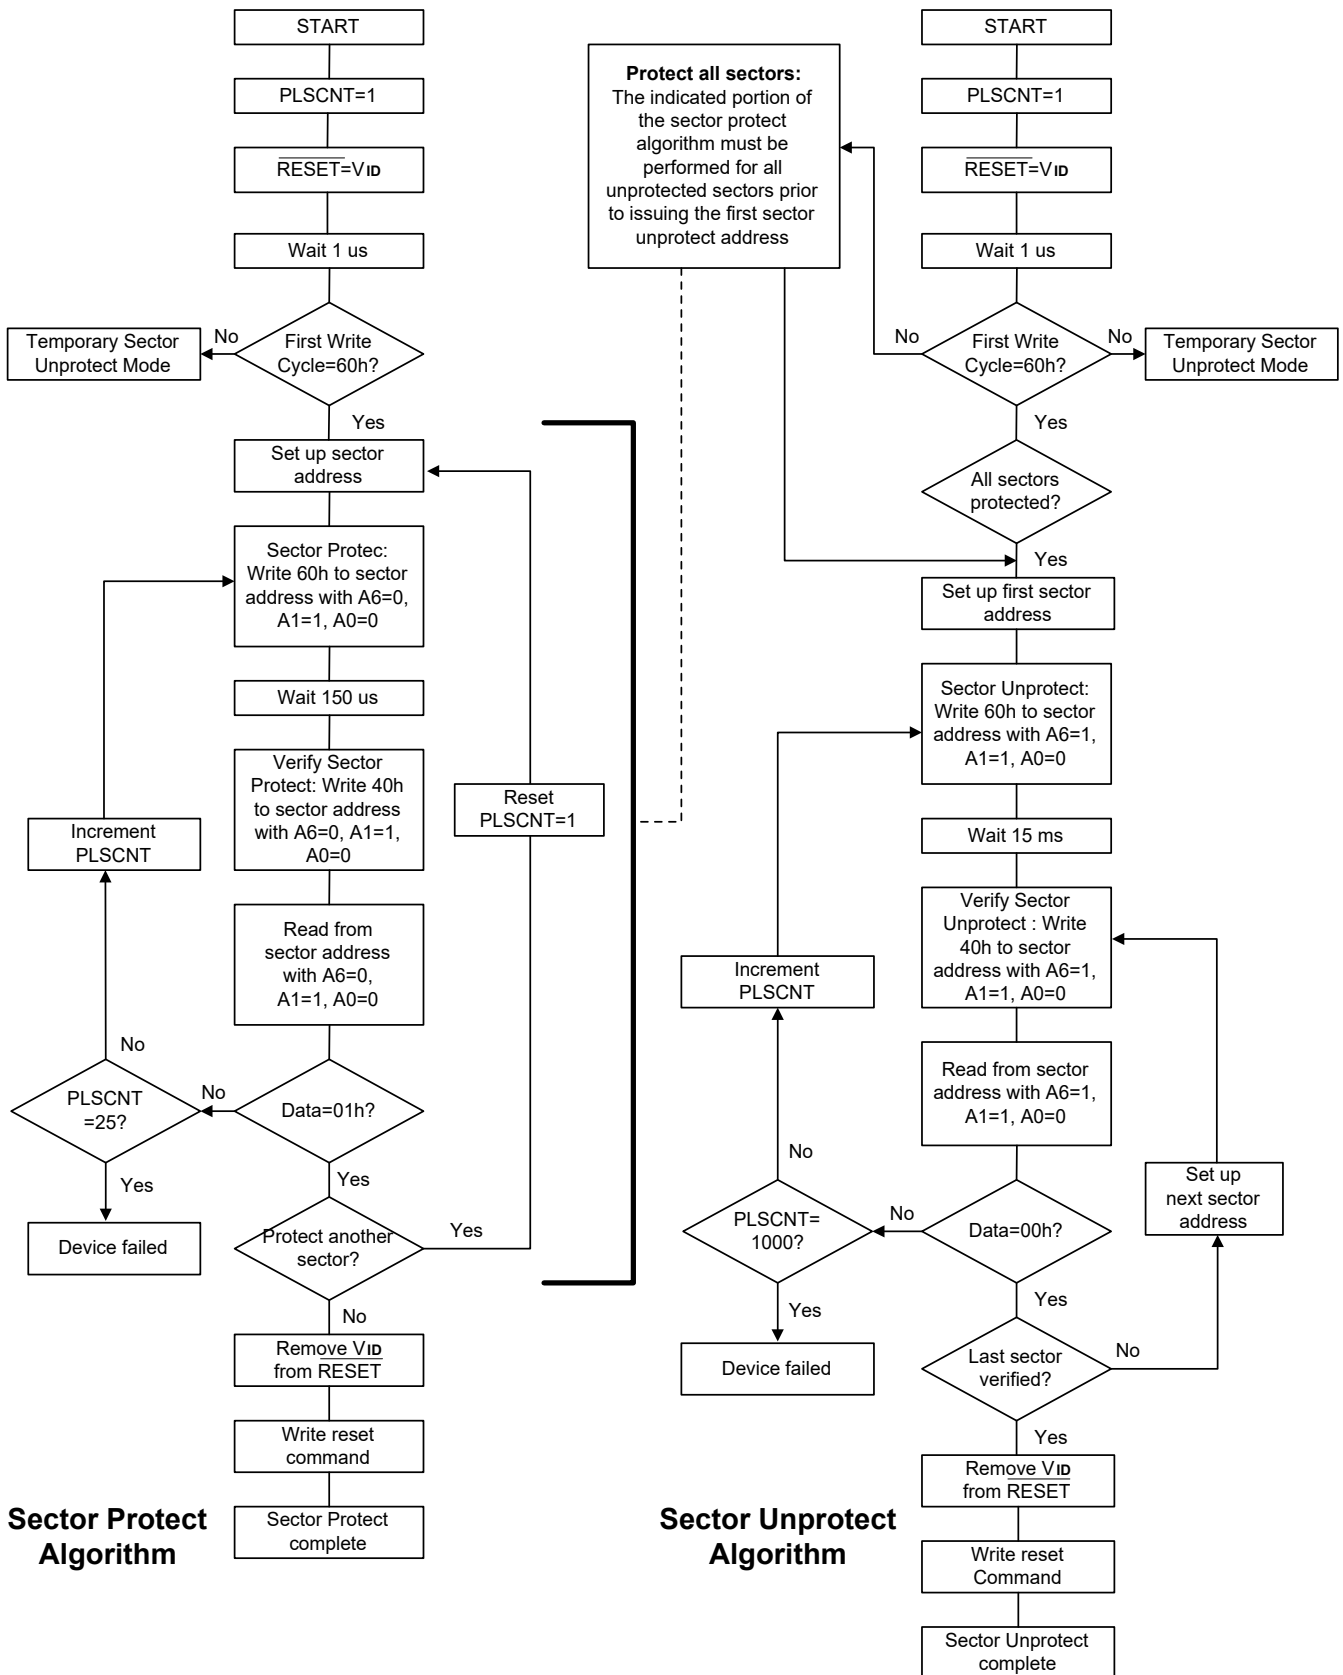 START
PLSCNT=1
RESET=VID
Wait 1 us
First Write
Cycle=60h?
No
Temporary Sector
Unprotect Mode
Yes
Set up sector
address
Sector Protec:
Write 60h to sector
address with A6=0,
A1=1, A0=0
Wait 150 us
Verify Sector
Protect: Write 40h
to sector address
with A6=0, A1=1,
A0=0
Reset
PLSCNT=1
Increment
PLSCNT
Read from
sector address
with A6=0,
A1=1, A0=0
No
PLSCNT
=25?
No
Data=01h?
Yes
Yes
Device failed
Protect another
sector?
Yes
No
Remove VID
from RESET
Write reset
command
Sector Protect
complete
Sector Protect
Algorithm
Protect all sectors:
The indicated portion of
the sector protect
algorithm must be
performed for all
unprotected sectors prior
to issuing the first sector
unprotect address
START
PLSCNT=1
RESET=VID
Wait 1 us
No
First Write
Cycle=60h?
No
Temporary Sector
Unprotect Mode
Yes
All sectors
protected?
Yes
Set up first sector
address
Sector Unprotect:
Write 60h to sector
address with A6=1,
A1=1, A0=0
Wait 15 ms
Verify Sector
Unprotect : Write
40h to sector
address with A6=1,
A1=1, A0=0
Increment
PLSCNT
Read from sector
address with A6=1,
A1=1, A0=0
No
Set up
next sector
address
PLSCNT=
1000?
No
Data=00h?
Yes
Yes
Device failed
Last sector
verified?
No
Yes
Remove VID
from RESET
Write reset
Command
Sector Unprotect
complete
Sector Unprotect
Algorithm